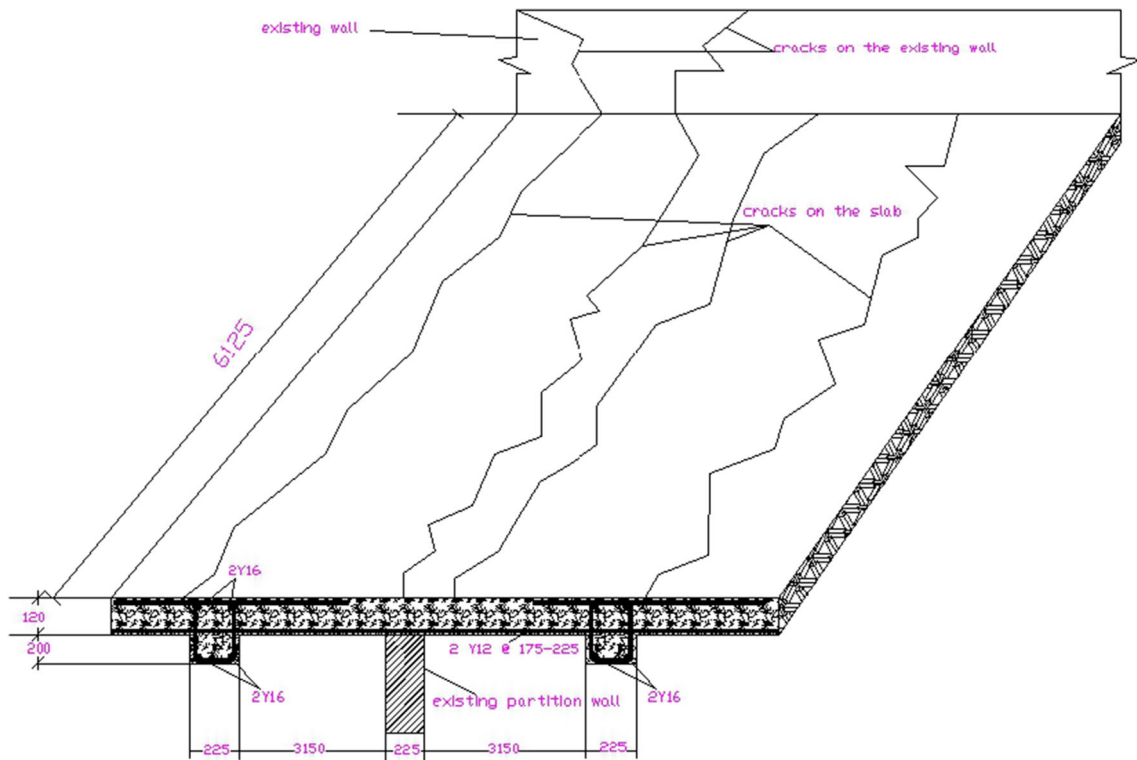 existing wall
cracks on the existing wall
cracks on the slab
6125
2Y16
120
200
2 Y12 @ 175-225
2Y16
existing partition wall
2Y16
225
3150
225
3150
225